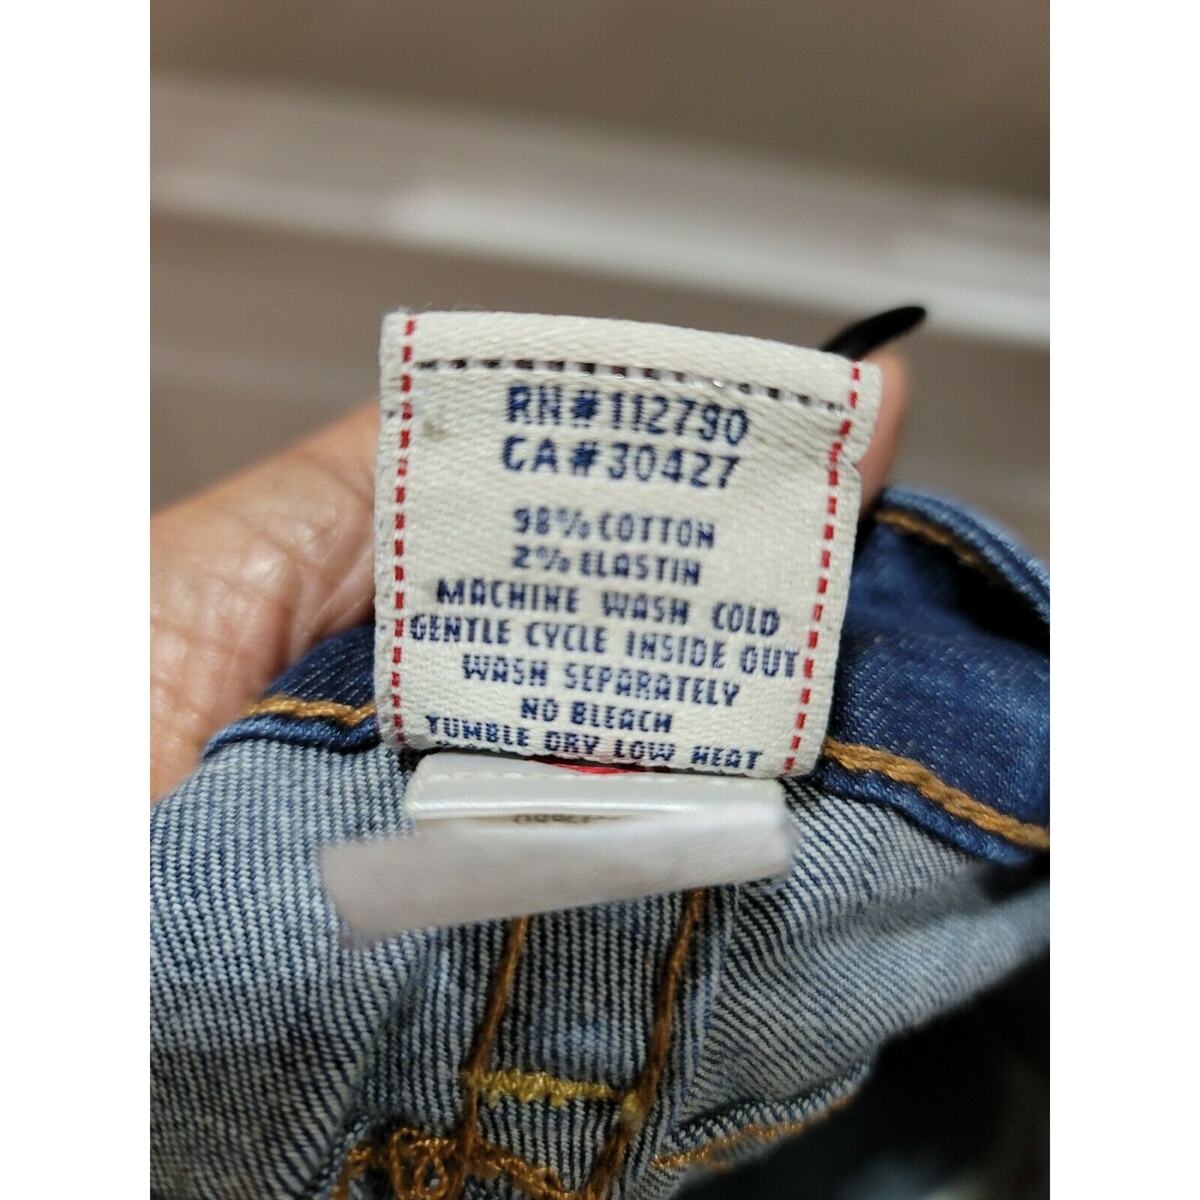 RN#112790
CA#30427
98% COTTON
2% ELASTIN
MACHINE WASH COLD
GENTLE CYCLE INSIDE OUT
WASH SEPARATELY
NO BLEACH
TUMBLE DRY LOW HEAT